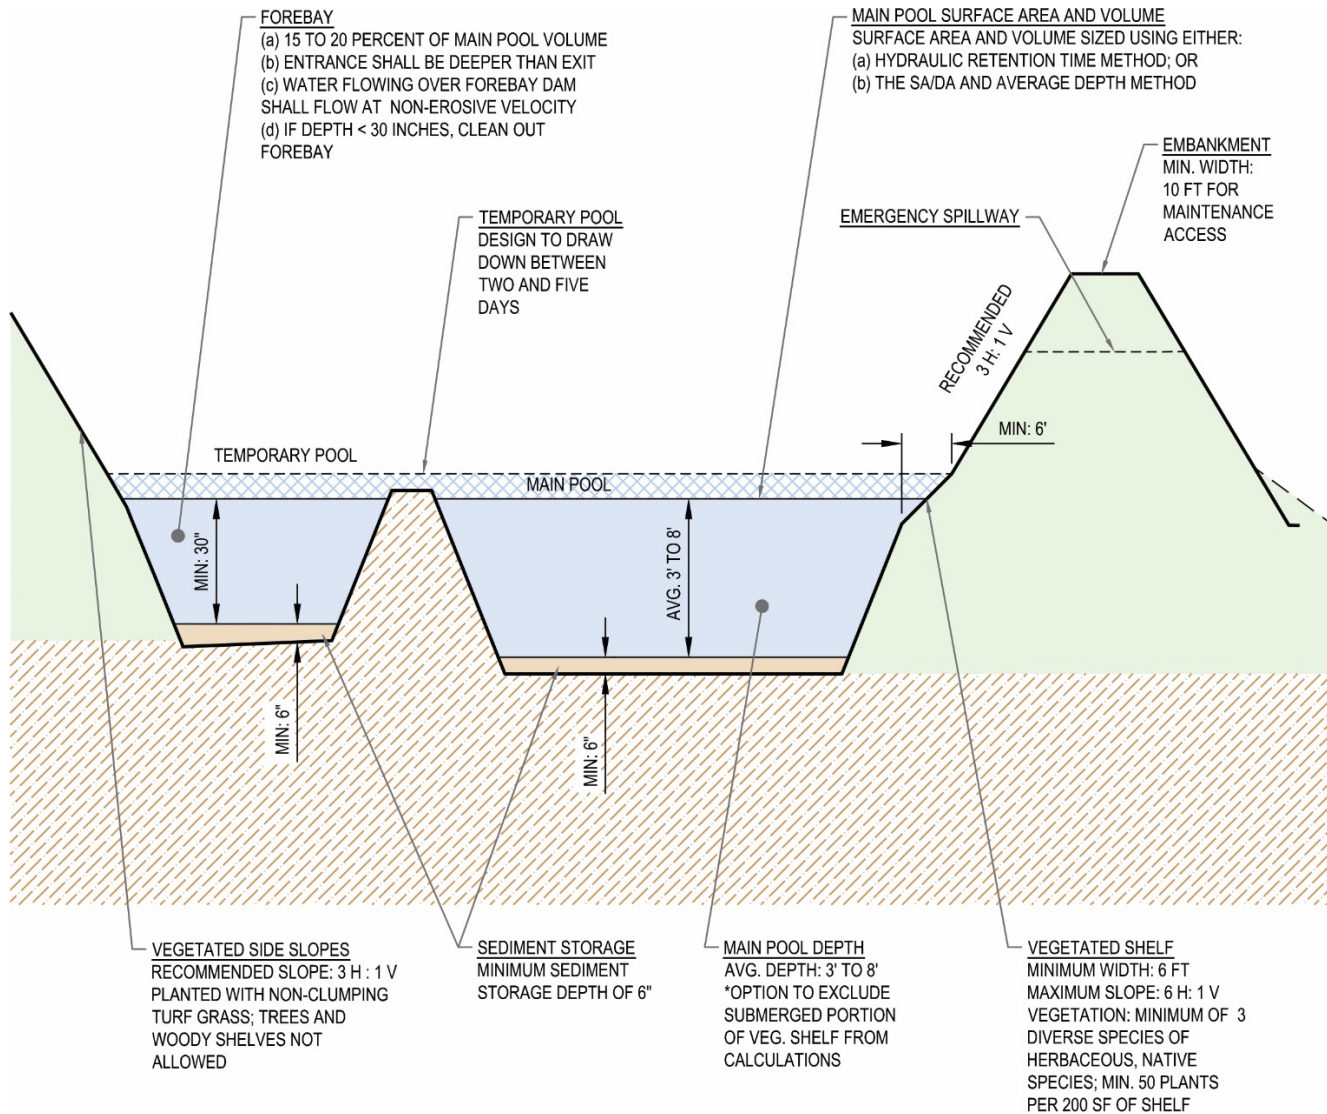 FOREBAY
(a) 15 TO 20 PERCENT OF MAIN POOL VOLUME
(b) ENTRANCE SHALL BE DEEPER THAN EXIT
(c) WATER FLOWING OVER FOREBAY DAM
SHALL FLOW AT NON-EROSIVE VELOCITY
(d) IF DEPTH < 30 INCHES, CLEAN OUT
FOREBAY
MAIN POOL SURFACE AREA AND VOLUME
SURFACE AREA AND VOLUME SIZED USING EITHER:
(a) HYDRAULIC RETENTION TIME METHOD; OR
(b) THE SA/DA AND AVERAGE DEPTH METHOD
EMBANKMENT
MIN. WIDTH:
10 FT FOR
MAINTENANCE
ACCESS
TEMPORARY POOL
DESIGN TO DRAW
DOWN BETWEEN
TWO AND FIVE
DAYS
EMERGENCY SPILLWAY
RECOMMENDED
3 H: 1 V
MIN: 6'
TEMPORARY POOL
MAIN POOL
MIN: 30"
AVG. 3' TO 8'
MIN: 6"
MIN: 6"
VEGETATED SIDE SLOPES
RECOMMENDED SLOPE: 3 H : 1 V
PLANTED WITH NON-CLUMPING
TURF GRASS; TREES AND
WOODY SHELVES NOT
ALLOWED
SEDIMENT STORAGE
MINIMUM SEDIMENT
STORAGE DEPTH OF 6"
MAIN POOL DEPTH
AVG. DEPTH: 3' TO 8'
*OPTION TO EXCLUDE
SUBMERGED PORTION
OF VEG. SHELF FROM
CALCULATIONS
VEGETATED SHELF
MINIMUM WIDTH: 6 FT
MAXIMUM SLOPE: 6 H: 1 V
VEGETATION: MINIMUM OF 3
DIVERSE SPECIES OF
HERBACEOUS, NATIVE
SPECIES; MIN. 50 PLANTS
PER 200 SF OF SHELF